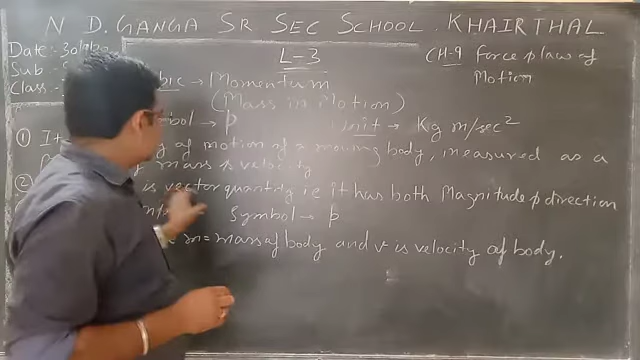 N D. GANGA SR SEC SCHOOL. KHAIRTHAL
Date:-
L-3
CH-9 Force & laws of
Sub:-
Motion
Class:-
→ Momentum
(Mass in Motion)
→ p
Unit → Kg m/sec²
① It of motion of a moving body, measured as a
mass & velocity
② is vector quantity i.e it has both Magnitude & direction
Symbol → p
m = mass of body and v is velocity of body.